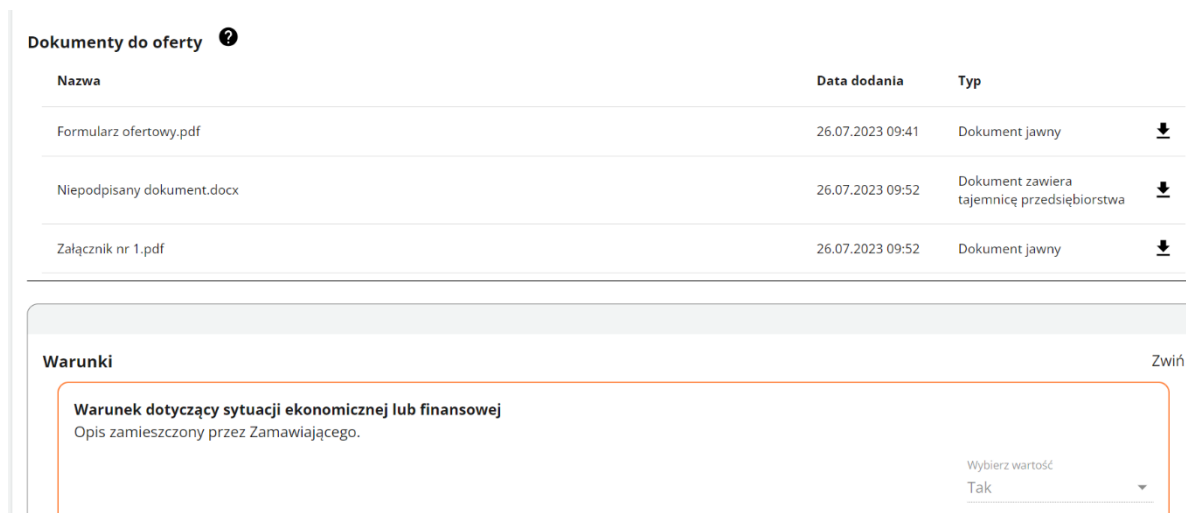 Dokumenty do oferty ?
Nazwa Data dodania Typ
Formularz ofertowy.pdf 26.07.2023 09:41 Dokument jawny
Niepodpisany dokument.docx 26.07.2023 09:52 Dokument zawiera
tajemnicę przedsiębiorstwa
Załącznik nr 1.pdf 26.07.2023 09:52 Dokument jawny
Warunki Zwiń
Warunek dotyczący sytuacji ekonomicznej lub finansowej
Opis zamieszczony przez Zamawiającego.
Wybierz wartość
Tak